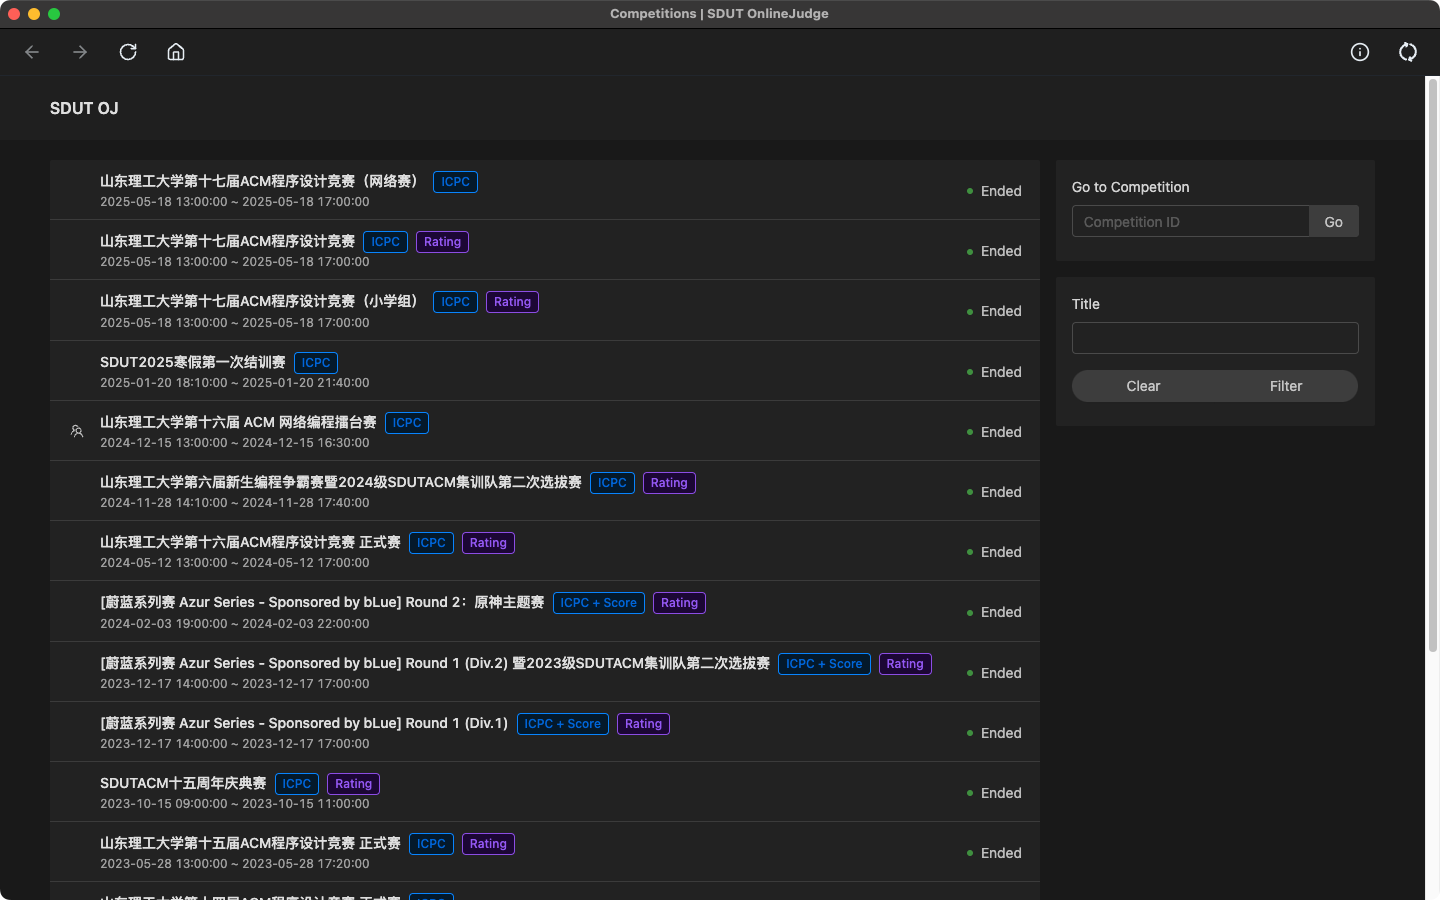 Competitions | SDUT OnlineJudge
SDUT OJ
山东理工大学第十七届ACM程序设计竞赛（网络赛） ICPC
2025-05-18 13:00:00 ~ 2025-05-18 17:00:00
Ended
山东理工大学第十七届ACM程序设计竞赛 ICPC Rating
2025-05-18 13:00:00 ~ 2025-05-18 17:00:00
Ended
山东理工大学第十七届ACM程序设计竞赛（小学组） ICPC Rating
2025-05-18 13:00:00 ~ 2025-05-18 17:00:00
Ended
SDUT2025寒假第一次结训赛 ICPC
2025-01-20 18:10:00 ~ 2025-01-20 21:40:00
Ended
山东理工大学第十六届 ACM 网络编程擂台赛 ICPC
2024-12-15 13:00:00 ~ 2024-12-15 16:30:00
Ended
山东理工大学第六届新生编程争霸赛暨2024级SDUTACM集训队第二次选拔赛 ICPC Rating
2024-11-28 14:10:00 ~ 2024-11-28 17:40:00
Ended
山东理工大学第十六届ACM程序设计竞赛 正式赛 ICPC Rating
2024-05-12 13:00:00 ~ 2024-05-12 17:00:00
Ended
[蔚蓝系列赛 Azur Series - Sponsored by bLue] Round 2：原神主题赛 ICPC + Score Rating
2024-02-03 19:00:00 ~ 2024-02-03 22:00:00
Ended
[蔚蓝系列赛 Azur Series - Sponsored by bLue] Round 1 (Div.2) 暨2023级SDUTACM集训队第二次选拔赛 ICPC + Score Rating
2023-12-17 14:00:00 ~ 2023-12-17 17:00:00
Ended
[蔚蓝系列赛 Azur Series - Sponsored by bLue] Round 1 (Div.1) ICPC + Score Rating
2023-12-17 14:00:00 ~ 2023-12-17 17:00:00
Ended
SDUTACM十五周年庆典赛 ICPC Rating
2023-10-15 09:00:00 ~ 2023-10-15 11:00:00
Ended
山东理工大学第十五届ACM程序设计竞赛 正式赛 ICPC Rating
2023-05-28 13:00:00 ~ 2023-05-28 17:20:00
Ended
Go to Competition
Competition ID Go
Title
Clear Filter